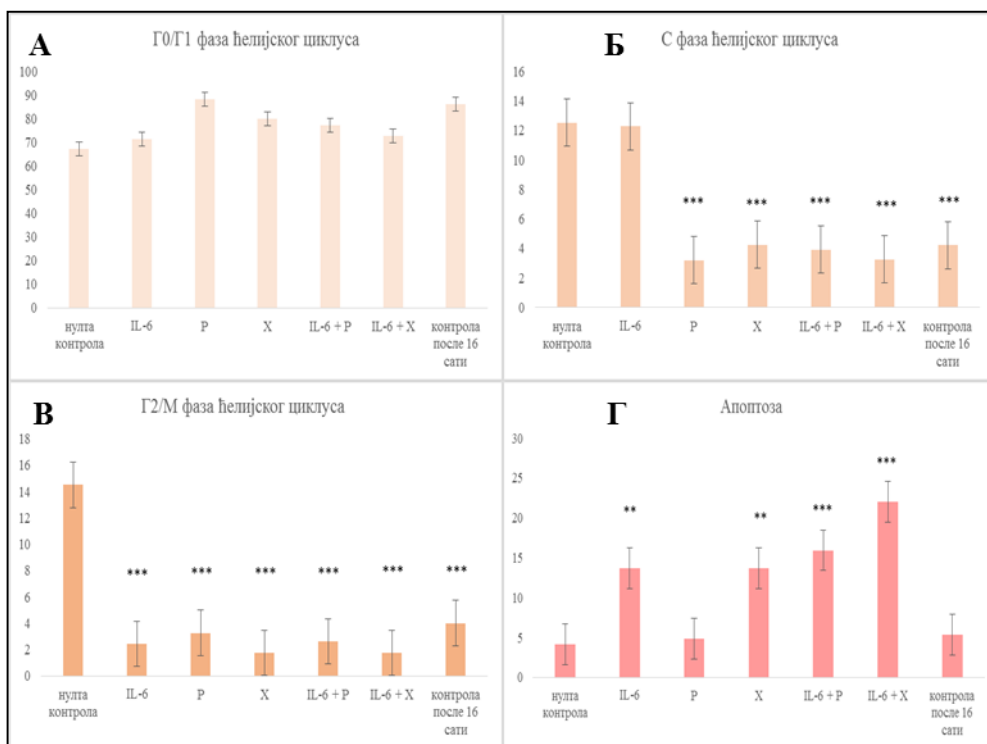 А
Г0/Г1 фаза ћелијског циклуса
100
90
80
70
60
50
40
30
20
10
0
нулта
контрола
IL-6
Р
Х
IL-6 + Р
IL-6 + Х
контрола
после 16
сати
Б
С фаза ћелијског циклуса
16
14
12
10
8
6
4
2
0
***
***
***
***
***
нулта
контрола
IL-6
Р
Х
IL-6 + Р
IL-6 + Х
контрола
после 16
сати
В
Г2/М фаза ћелијског циклуса
18
16
14
12
10
8
6
4
2
0
***
***
***
***
***
***
нулта
контрола
IL-6
Р
Х
IL-6 + Р
IL-6 + Х
контрола
после 16
сати
Г
Апоптоза
30
25
20
15
10
5
0
**
**
***
***
нулта
контрола
IL-6
Р
Х
IL-6 + Р
IL-6 + Х
контрола
после 16
сати